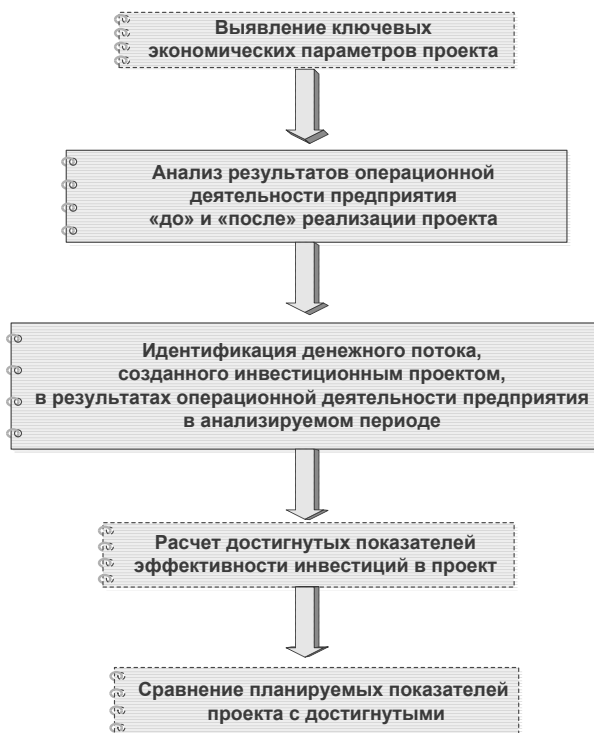 Выявление ключевых
экономических параметров проекта
Анализ результатов операционной
деятельности предприятия
«до» и «после» реализации проекта
Идентификация денежного потока,
созданного инвестиционным проектом,
в результатах операционной деятельности предприятия
в анализируемом периоде
Расчет достигнутых показателей
эффективности инвестиций в проект
Сравнение планируемых показателей
проекта с достигнутыми